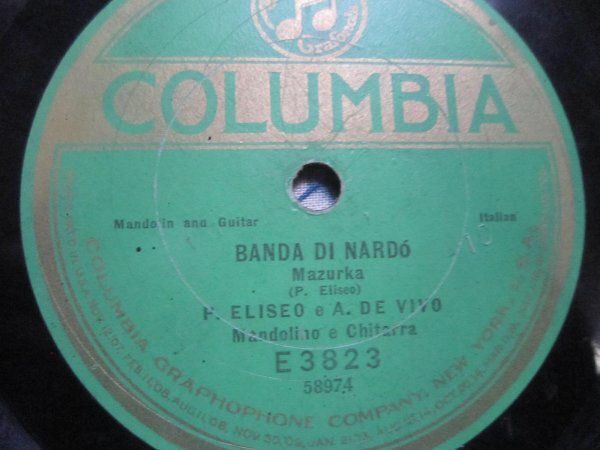 Grafonola
COLUMBIA
Mandolin and Guitar
Italian
BANDA DI NARDÓ
Mazurka
(P. Eliseo)
P. ELISEO e A. DE VIVO
Mandolino e Chitarra
E3823
58974
COLUMBIA GRAPHOPHONE COMPANY, NEW YORK